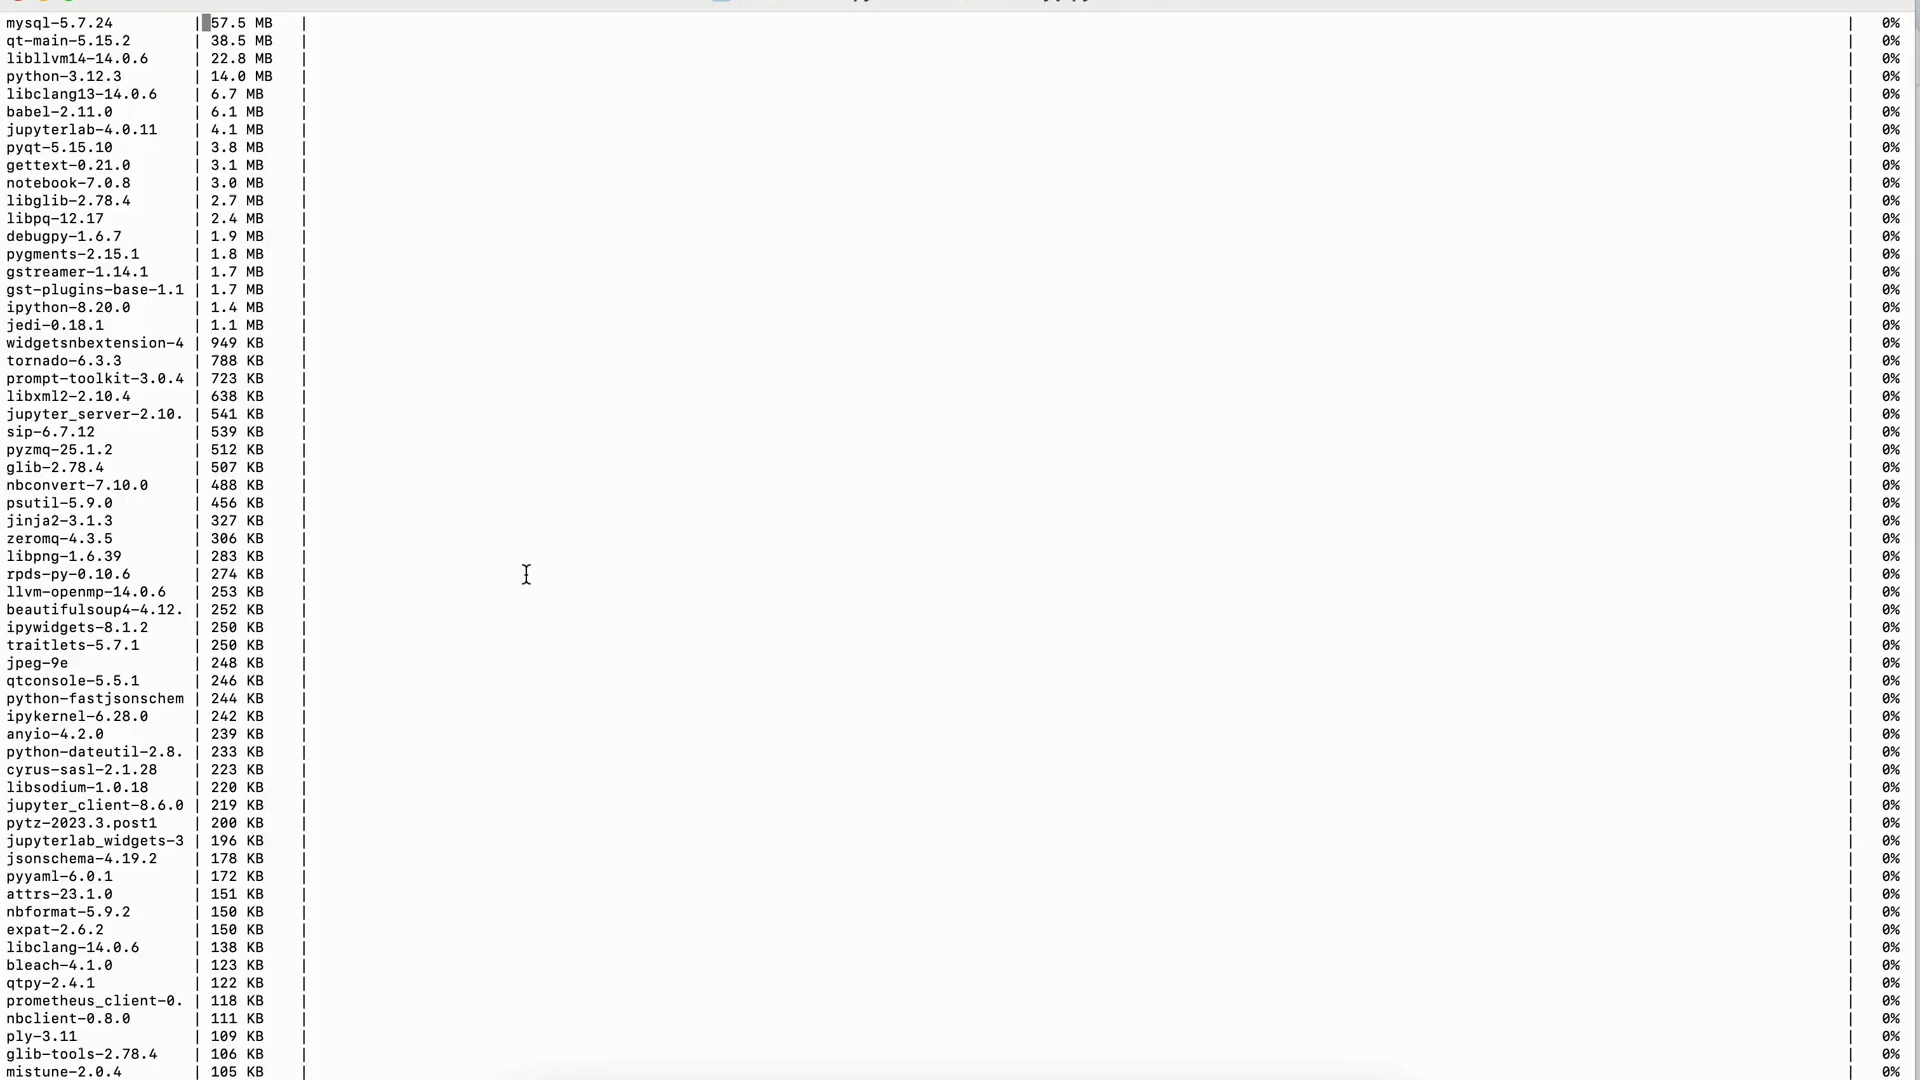 mysql-5.7.24 | 57.5 MB | | 0%
qt-main-5.15.2 | 38.5 MB | | 0%
libllvm14-14.0.6 | 22.8 MB | | 0%
python-3.12.3 | 14.0 MB | | 0%
libclang13-14.0.6 | 6.7 MB | | 0%
babel-2.11.0 | 6.1 MB | | 0%
jupyterlab-4.0.11 | 4.1 MB | | 0%
pyqt-5.15.10 | 3.8 MB | | 0%
gettext-0.21.0 | 3.1 MB | | 0%
notebook-7.0.8 | 3.0 MB | | 0%
libglib-2.78.4 | 2.7 MB | | 0%
libpq-12.17 | 2.4 MB | | 0%
debugpy-1.6.7 | 1.9 MB | | 0%
pygments-2.15.1 | 1.8 MB | | 0%
gstreamer-1.14.1 | 1.7 MB | | 0%
gst-plugins-base-1.1 | 1.7 MB | | 0%
ipython-8.20.0 | 1.4 MB | | 0%
jedi-0.18.1 | 1.1 MB | | 0%
widgetsnbextension-4 | 949 KB | | 0%
tornado-6.3.3 | 788 KB | | 0%
prompt-toolkit-3.0.4 | 723 KB | | 0%
libxml2-2.10.4 | 638 KB | | 0%
jupyter_server-2.10. | 541 KB | | 0%
sip-6.7.12 | 539 KB | | 0%
pyzmq-25.1.2 | 512 KB | | 0%
glib-2.78.4 | 507 KB | | 0%
nbconvert-7.10.0 | 488 KB | | 0%
psutil-5.9.0 | 456 KB | | 0%
jinja2-3.1.3 | 327 KB | | 0%
zeromq-4.3.5 | 306 KB | | 0%
libpng-1.6.39 | 283 KB | | 0%
rpds-py-0.10.6 | 274 KB | | 0%
llvm-openmp-14.0.6 | 253 KB | | 0%
beautifulsoup4-4.12. | 252 KB | | 0%
ipywidgets-8.1.2 | 250 KB | | 0%
traitlets-5.7.1 | 250 KB | | 0%
jpeg-9e | 248 KB | | 0%
qtconsole-5.5.1 | 246 KB | | 0%
python-fastjsonschem | 244 KB | | 0%
ipykernel-6.28.0 | 242 KB | | 0%
anyio-4.2.0 | 239 KB | | 0%
python-dateutil-2.8. | 233 KB | | 0%
cyrus-sasl-2.1.28 | 223 KB | | 0%
libsodium-1.0.18 | 220 KB | | 0%
jupyter_client-8.6.0 | 219 KB | | 0%
pytz-2023.3.post1 | 200 KB | | 0%
jupyterlab_widgets-3 | 196 KB | | 0%
jsonschema-4.19.2 | 178 KB | | 0%
pyyaml-6.0.1 | 172 KB | | 0%
attrs-23.1.0 | 151 KB | | 0%
nbformat-5.9.2 | 150 KB | | 0%
expat-2.6.2 | 150 KB | | 0%
libclang-14.0.6 | 138 KB | | 0%
bleach-4.1.0 | 123 KB | | 0%
qtpy-2.4.1 | 122 KB | | 0%
prometheus_client-0. | 118 KB | | 0%
nbclient-0.8.0 | 111 KB | | 0%
ply-3.11 | 109 KB | | 0%
glib-tools-2.78.4 | 106 KB | | 0%
mistune-2.0.4 | 105 KB | | 0%